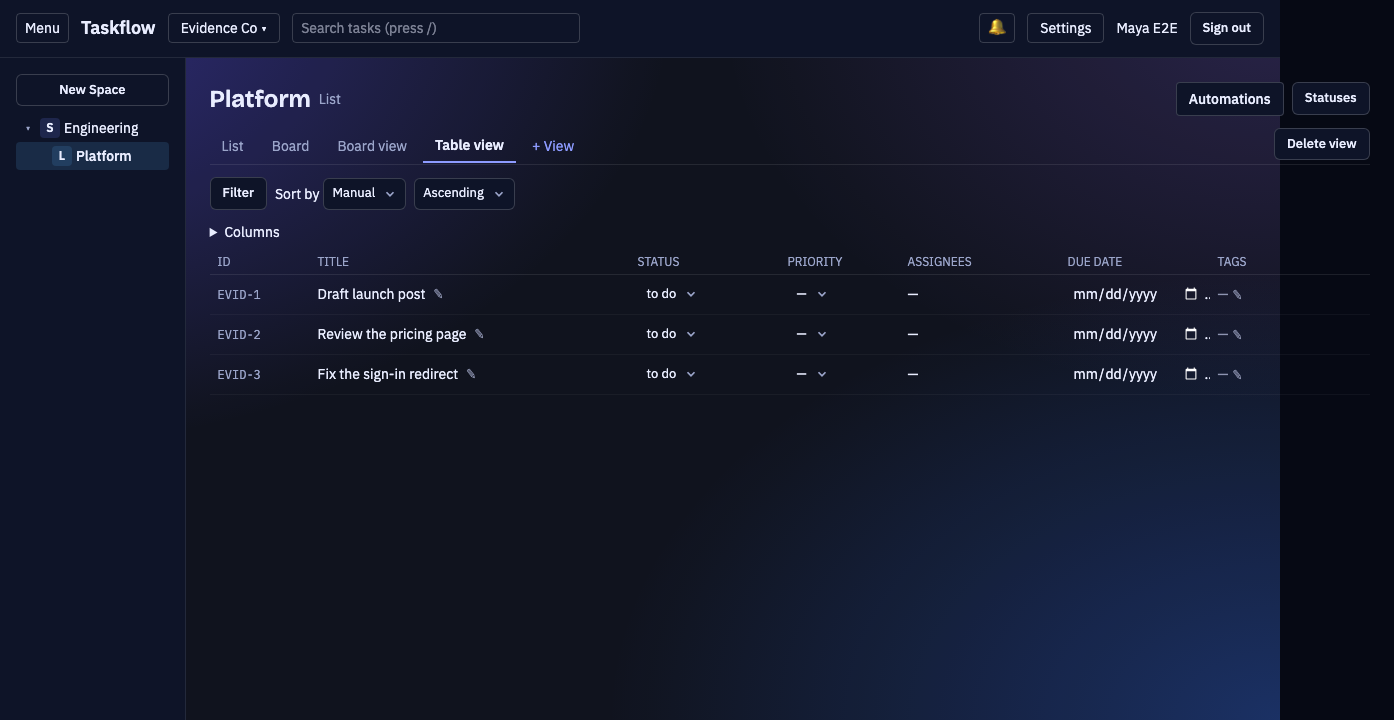 Menu Taskflow Evidence Co ▾ Search tasks (press /) Settings Maya E2E Sign out
New Space
▾ S Engineering
L Platform
Platform List Automations Statuses
List Board Board view Table view + View Delete view
Filter Sort by Manual Ascending
▶ Columns
ID TITLE STATUS PRIORITY ASSIGNEES DUE DATE TAGS
EVID-1 Draft launch post ✎ to do — — mm/dd/yyyy .. — ✎
EVID-2 Review the pricing page ✎ to do — — mm/dd/yyyy .. — ✎
EVID-3 Fix the sign-in redirect ✎ to do — — mm/dd/yyyy .. — ✎